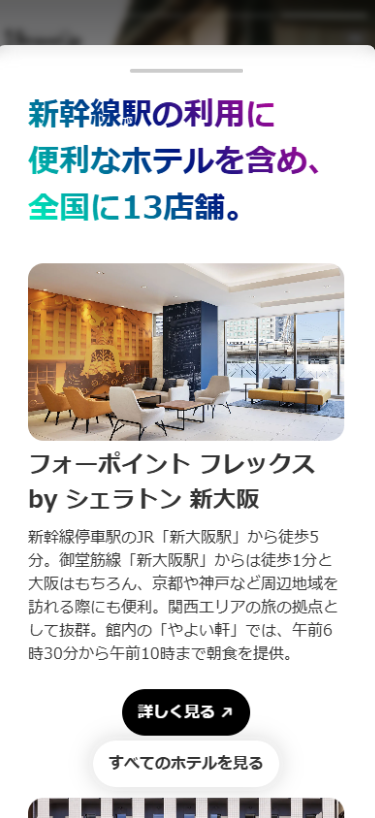 新幹線駅の利用に
便利なホテルを含め、
全国に13店舗。
フォーポイント フレックス
by シェラトン 新大阪
新幹線停車駅のJR「新大阪駅」から徒歩5
分。御堂筋線「新大阪駅」からは徒歩1分と
大阪はもちろん、京都や神戸など周辺地域を
訪れる際にも便利。関西エリアの旅の拠点と
して抜群。館内の「やよい軒」では、午前6
時30分から午前10時まで朝食を提供。
詳しく見る ↗
すべてのホテルを見る